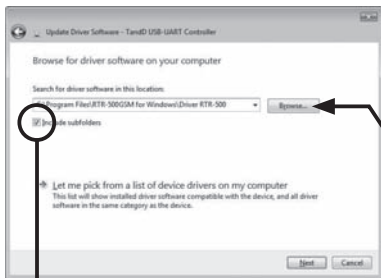 Update Driver Software - TandD USB-UART Controller
Browse for driver software on your computer
Search for driver software in this location:
Program Files\RTR-500GSM for Windows\Driver RTR-500
Browse...
Include subfolders
Let me pick from a list of device drivers on my computer
This list will show installed driver software compatible with the device, and all driver
software in the same category as the device.
Next Cancel